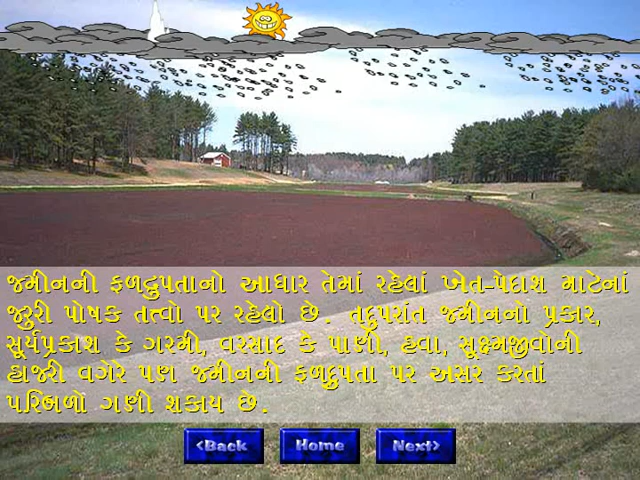 જમીનની ફળદ્રુપતાનો આધાર તેમાં રહેલાં ખેત-પેદાશ માટેનાં
જરુરી પોષક તત્વો પર રહેલો છે. તદુપરાંત જમીનનો પ્રકાર,
સૂર્યપ્રકાશ કે ગરમી, વરસાદ કે પાણી, હવા, સૂક્ષ્મજીવોની
હાજરી વગેરે પણ જમીનની ફળદ્રુપતા પર અસર કરતાં
પરિબળો ગણી શકાય છે.
<Back Home Next>